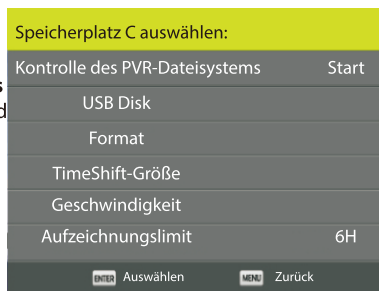 Speicherplatz C auswählen:
Kontrolle des PVR-Dateisystems Start
USB Disk
Format
TimeShift-Größe
Geschwindigkeit
Aufzeichnungslimit 6H
ENTER Auswählen MENU Zurück